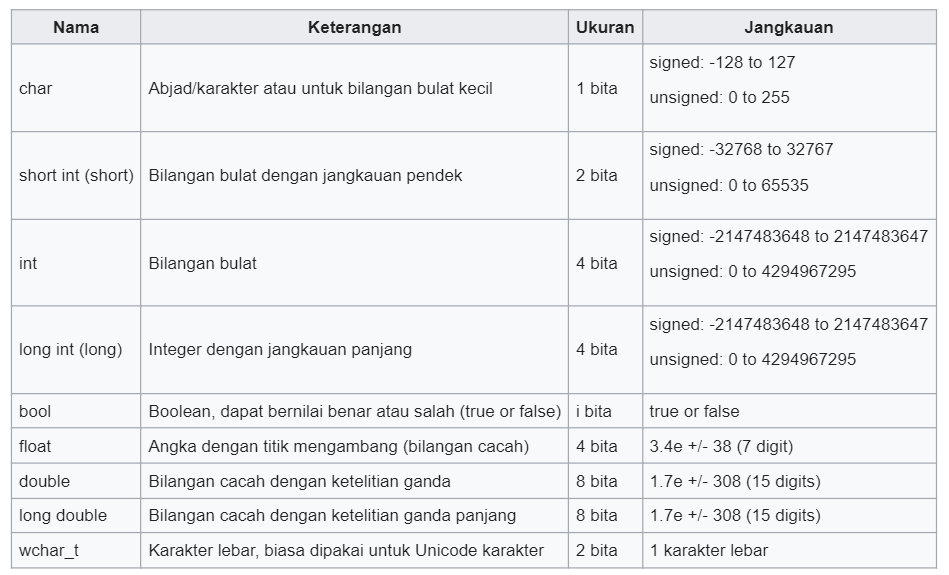 Nama Keterangan Ukuran Jangkauan
char Abjad/karakter atau untuk bilangan bulat kecil 1 bita signed: -128 to 127
unsigned: 0 to 255
short int (short) Bilangan bulat dengan jangkauan pendek 2 bita signed: -32768 to 32767
unsigned: 0 to 65535
int Bilangan bulat 4 bita signed: -2147483648 to 2147483647
unsigned: 0 to 4294967295
long int (long) Integer dengan jangkauan panjang 4 bita signed: -2147483648 to 2147483647
unsigned: 0 to 4294967295
bool Boolean, dapat bernilai benar atau salah (true or false) i bita true or false
float Angka dengan titik mengambang (bilangan cacah) 4 bita 3.4e +/- 38 (7 digit)
double Bilangan cacah dengan ketelitian ganda 8 bita 1.7e +/- 308 (15 digits)
long double Bilangan cacah dengan ketelitian ganda panjang 8 bita 1.7e +/- 308 (15 digits)
wchar_t Karakter lebar, biasa dipakai untuk Unicode karakter 2 bita 1 karakter lebar